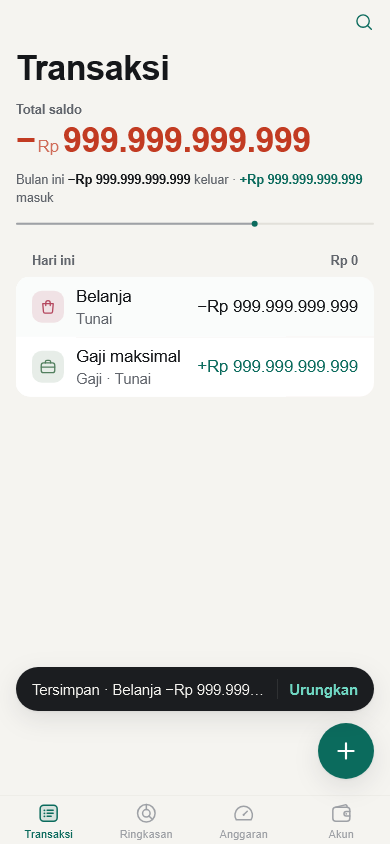 Transaksi
Total saldo
−Rp 999.999.999.999
Bulan ini −Rp 999.999.999.999 keluar · +Rp 999.999.999.999
masuk
Hari ini Rp 0
Belanja
Tunai
−Rp 999.999.999.999
Gaji maksimal
Gaji · Tunai
+Rp 999.999.999.999
Tersimpan · Belanja −Rp 999.999… Urungkan
Transaksi Ringkasan Anggaran Akun